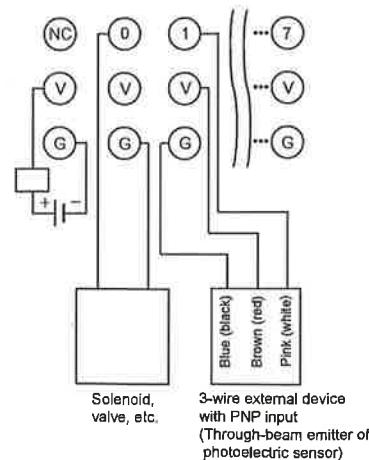 NC 0 1 ··· 7
V V V ··· V
G G G ··· G
+ −
Blue (black)
Brown (red)
Pink (white)
Solenoid,
valve, etc.
3-wire external device
with PNP input
(Through-beam emitter of
photoelectric sensor)